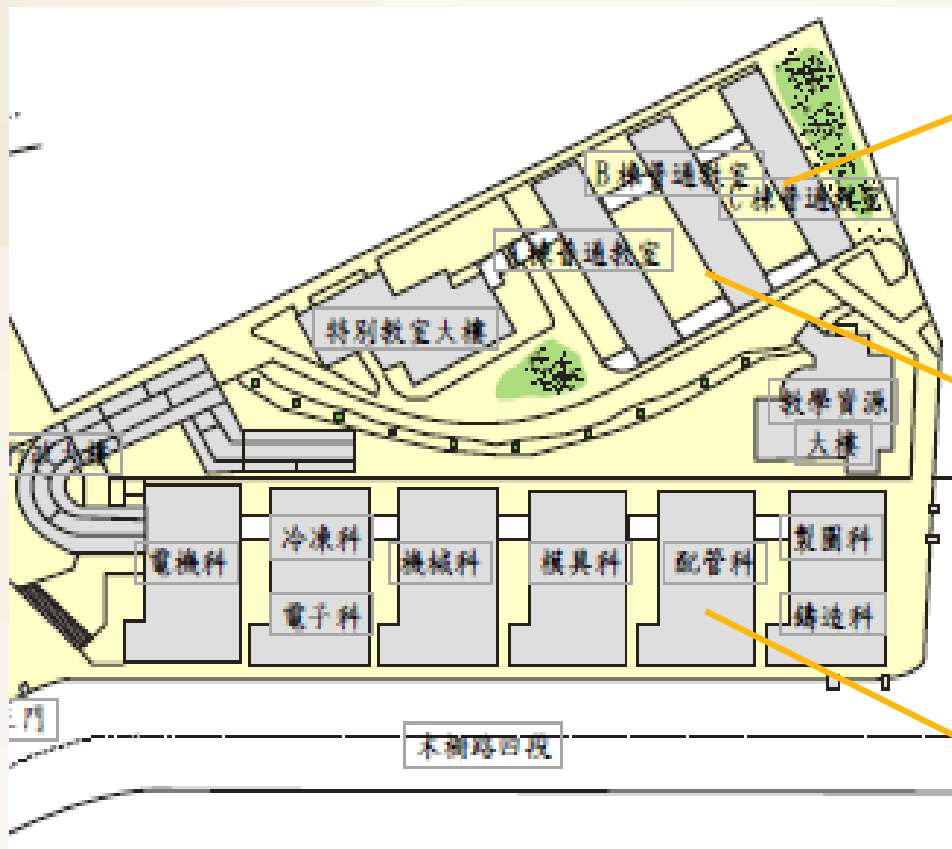 B棟普通教室
C棟普通教室
棟普通教室
特別教室大樓
教學資源
大樓
大樓
電機科
冷凍科
電子科
機械科
模具科
配管科
製圖科
鑄造科
門
木柵路四段